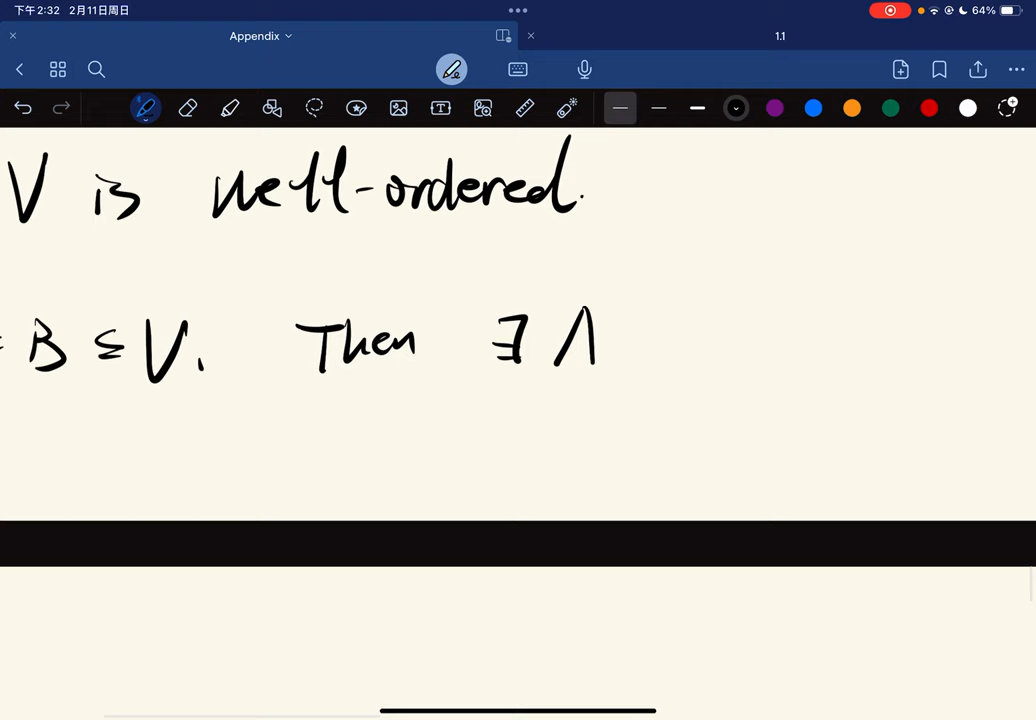 下午2:32 2月11日周日 64%
Appendix 1.1
V is well-ordered.
B ⊆ V. Then ∃ Λ